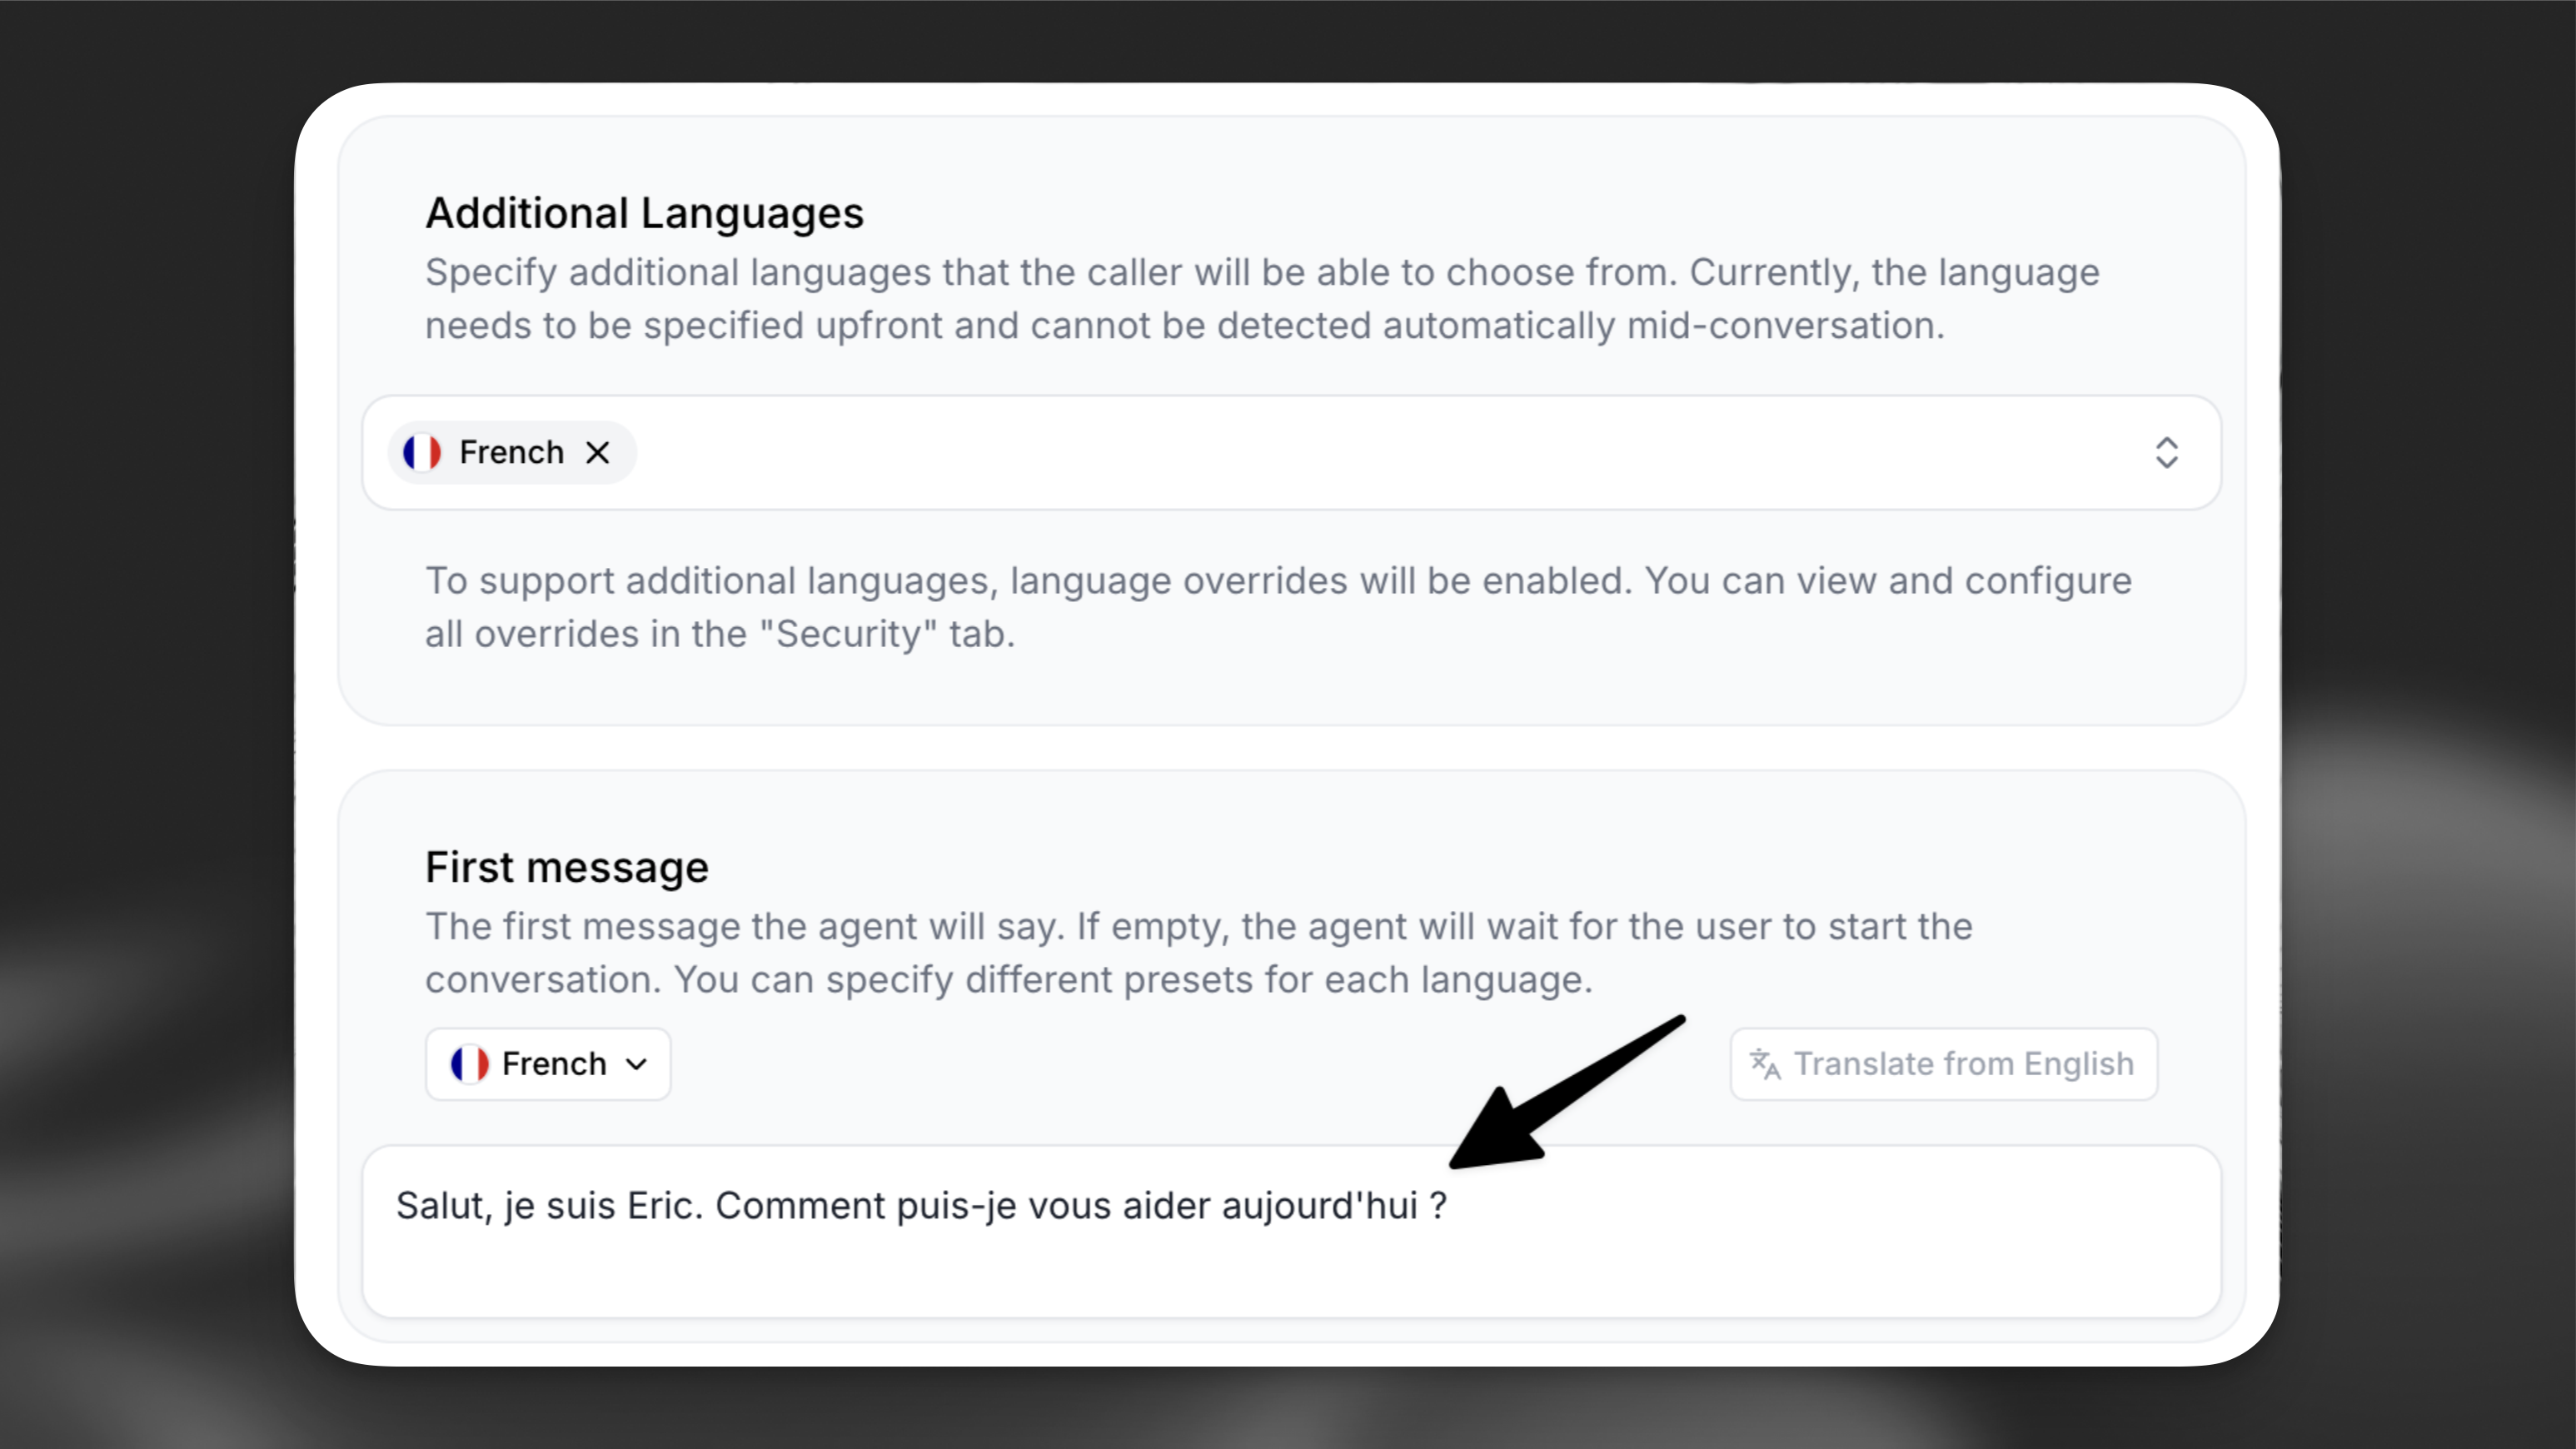 Additional Languages
Specify additional languages that the caller will be able to choose from. Currently, the language
needs to be specified upfront and cannot be detected automatically mid-conversation.
French
To support additional languages, language overrides will be enabled. You can view and configure
all overrides in the "Security" tab.
First message
The first message the agent will say. If empty, the agent will wait for the user to start the
conversation. You can specify different presets for each language.
French
Translate from English
Salut, je suis Eric. Comment puis-je vous aider aujourd'hui ?